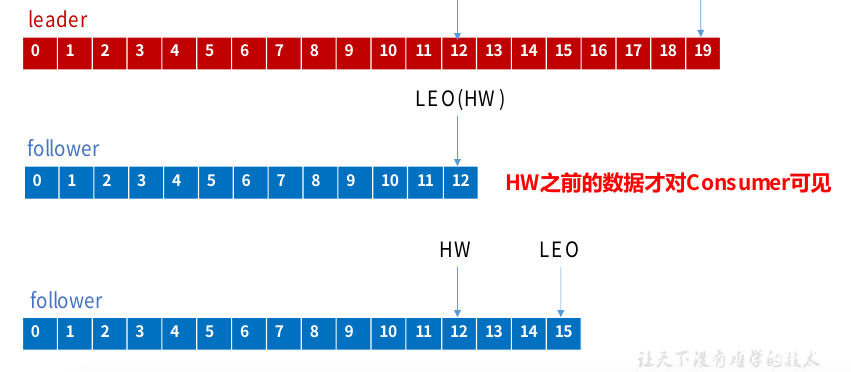 leader
0 1 2 3 4 5 6 7 8 9 10 11 12 13 14 15 16 17 18 19
LEO(HW)
follower
0 1 2 3 4 5 6 7 8 9 10 11 12
HW之前的数据才对Consumer可见
HW LEO
follower
0 1 2 3 4 5 6 7 8 9 10 11 12 13 14 15
让天下没有难学的技术